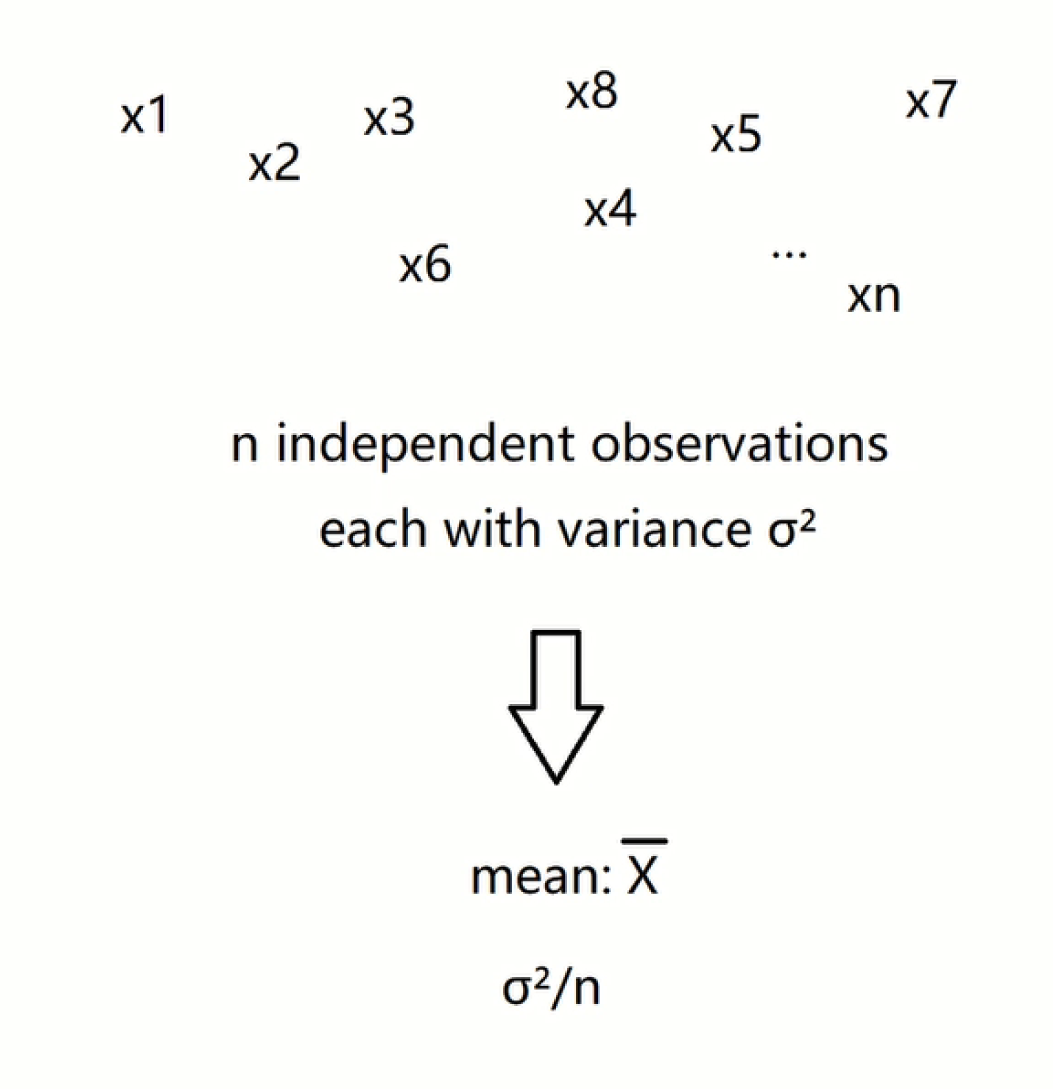 x1 x2 x3 x8 x5 x7
x6 x4 ... xn
n independent observations
each with variance σ²
mean: X̅
σ²/n